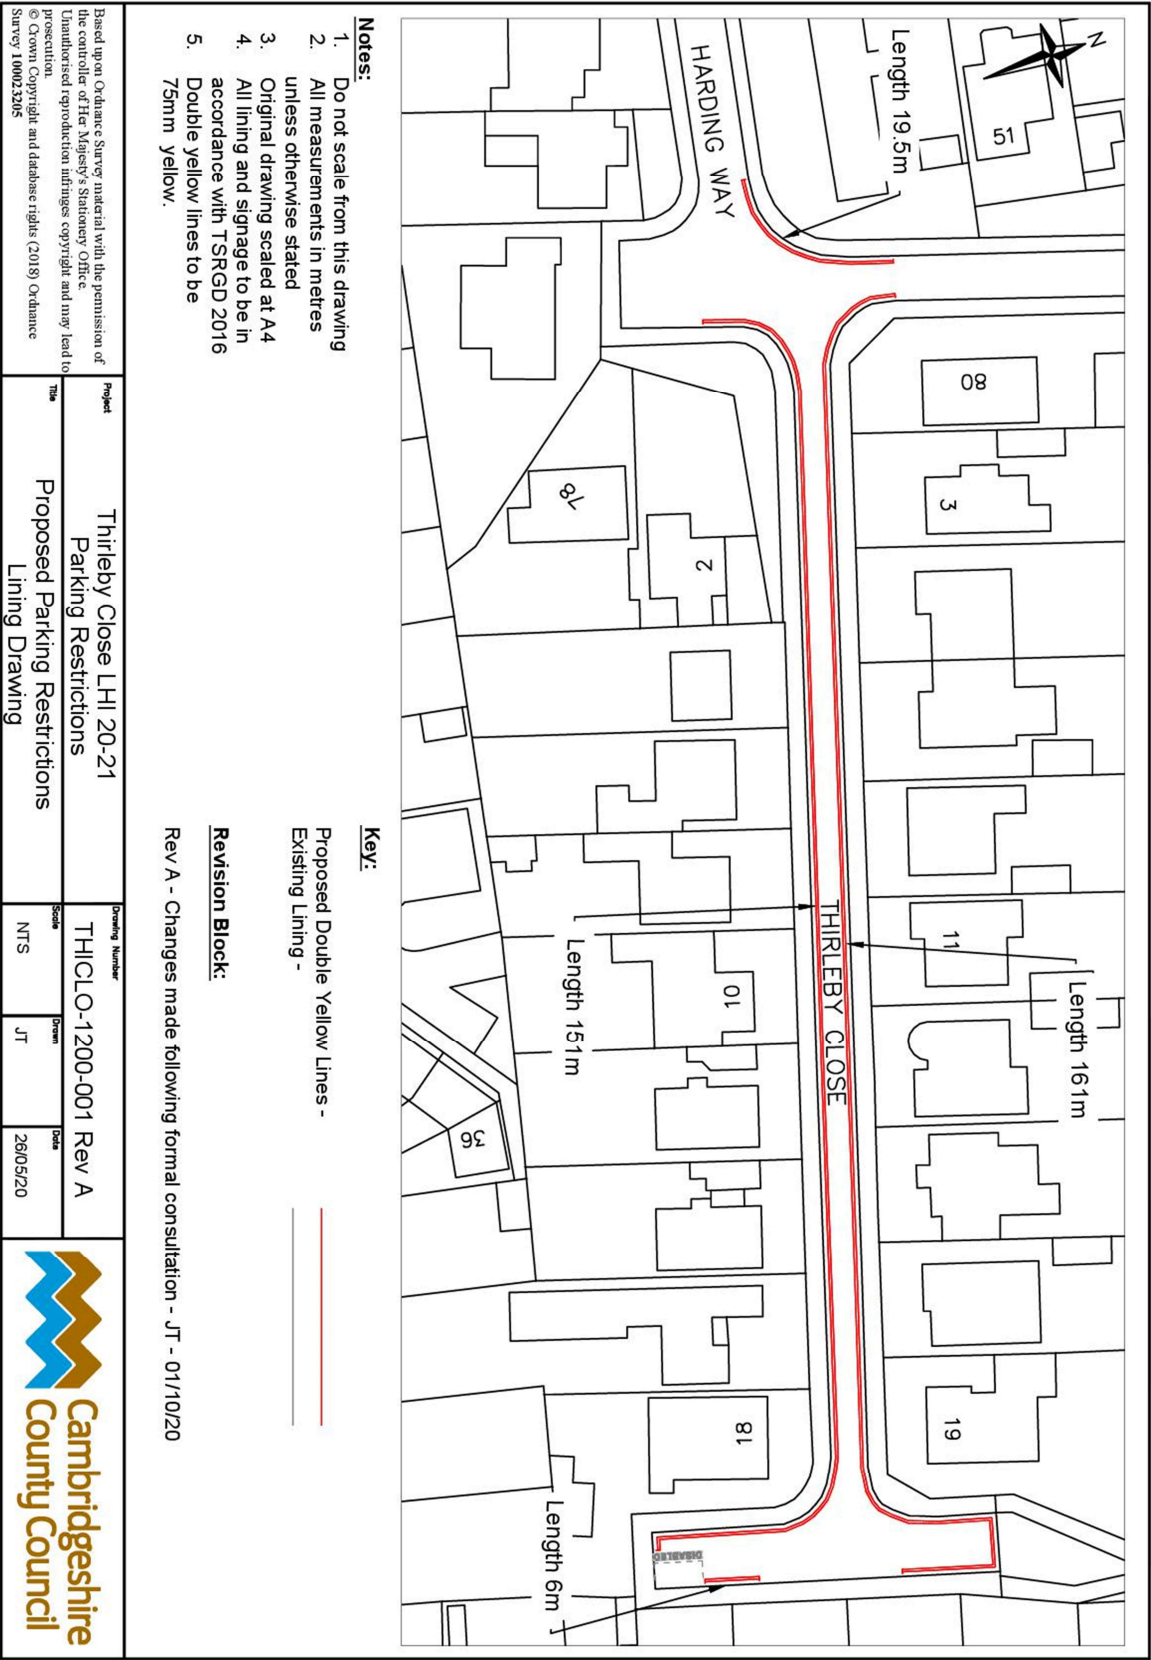 N
51
Length 19.5m
HARDING WAY
80
3
78
2
11
Length 161m
THIRLEBY CLOSE
10
Length 151m
36
19
18
DISABLED
Length 6m
Notes:
1. Do not scale from this drawing
2. All measurements in metres
unless otherwise stated
3. Original drawing scaled at A4
4. All lining and signage to be in
accordance with TSRGD 2016
5. Double yellow lines to be
75mm yellow.
Key:
Proposed Double Yellow Lines -
Existing Lining -
Revision Block:
Rev A - Changes made following formal consultation - JT - 01/10/20
Based upon Ordnance Survey material with the permission of
the controller of Her Majesty's Stationery Office.
Unauthorised reproduction infringes copyright and may lead to
prosecution.
© Crown Copyright and database rights (2018) Ordnance
Survey 100023205
Project
Thirleby Close LHI 20-21
Parking Restrictions
Title
Proposed Parking Restrictions
Lining Drawing
Drawing Number
THICLO-1200-001 Rev A
Scale
NTS
Drawn
JT
Date
26/05/20
Cambridgeshire
County Council